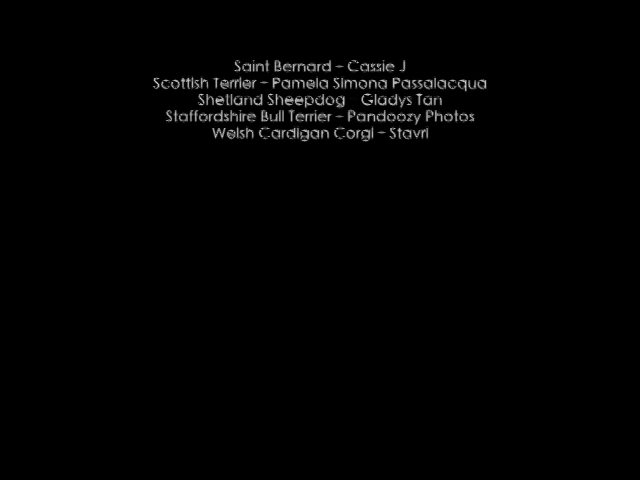 Saint Bernard - Cassie J
Scottish Terrier - Pamela Simona Passalacqua
Shetland Sheepdog Gladys Tan
Staffordshire Bull Terrier - Pandoozy Photos
Welsh Cardigan Corgi - Stavri